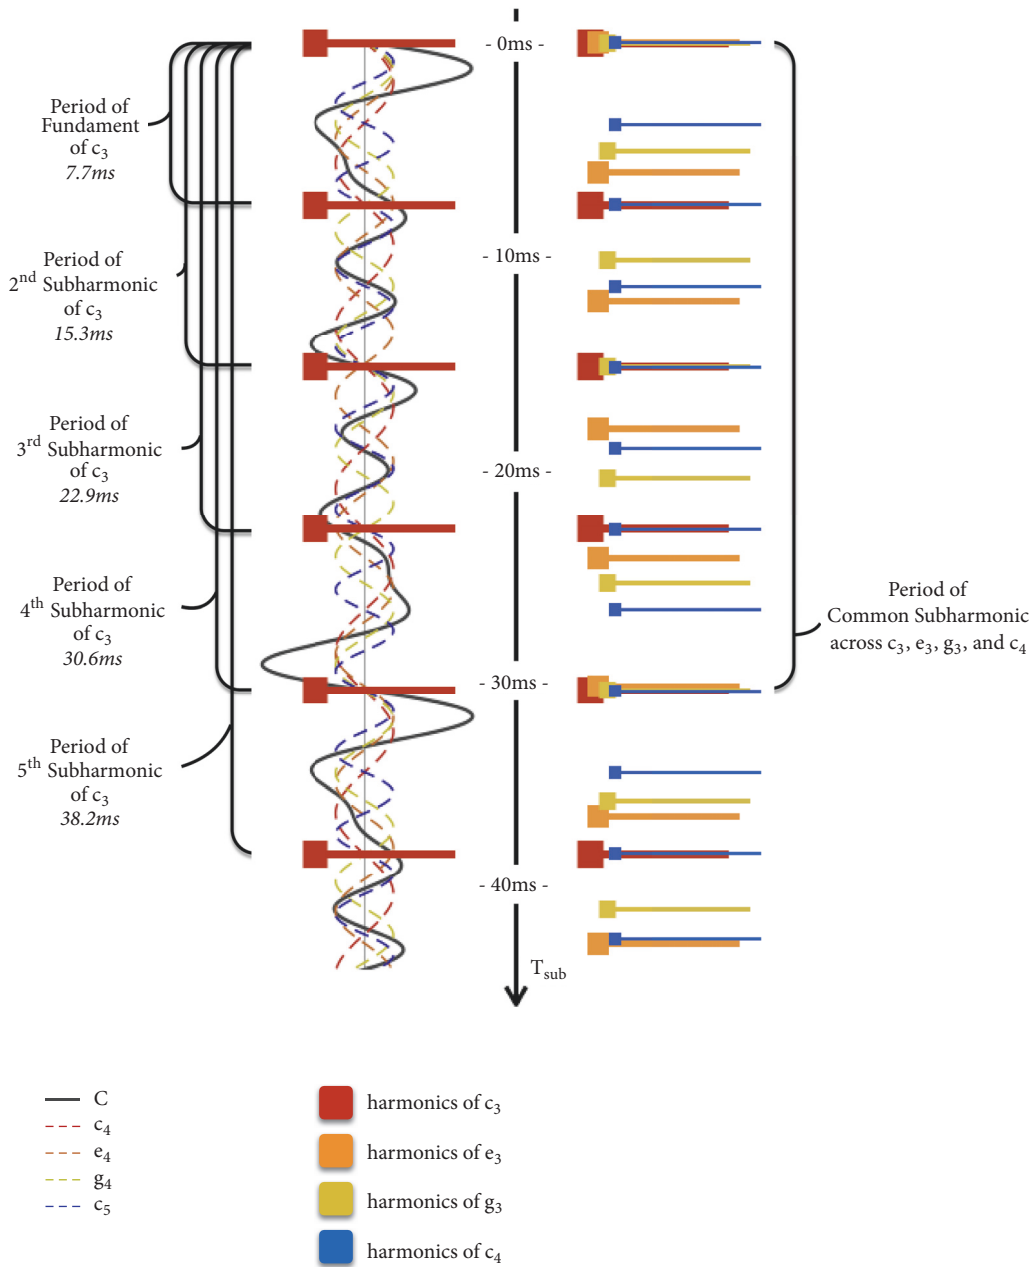 Period of
Fundament
of c3
7.7ms
Period of
2nd Subharmonic
of c3
15.3ms
Period of
3rd Subharmonic
of c3
22.9ms
Period of
4th Subharmonic
of c3
30.6ms
Period of
5th Subharmonic
of c3
38.2ms
- 0ms -
- 10ms -
- 20ms -
- 30ms -
- 40ms -
Tsub
Period of
Common Subharmonic
across c3, e3, g3, and c4
C
c4
e4
g4
c5
harmonics of c3
harmonics of e3
harmonics of g3
harmonics of c4